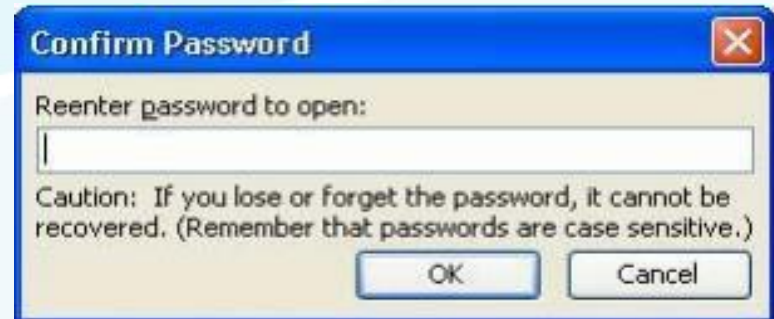 Confirm Password
Reenter password to open:
Caution: If you lose or forget the password, it cannot be
recovered. (Remember that passwords are case sensitive.)
OK Cancel